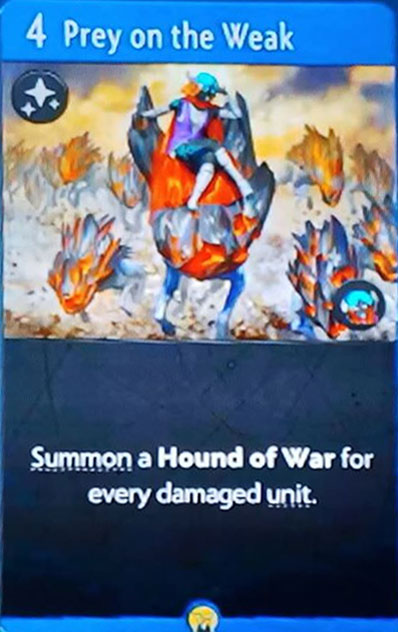 4 Prey on the Weak
Summon a Hound of War for
every damaged unit.